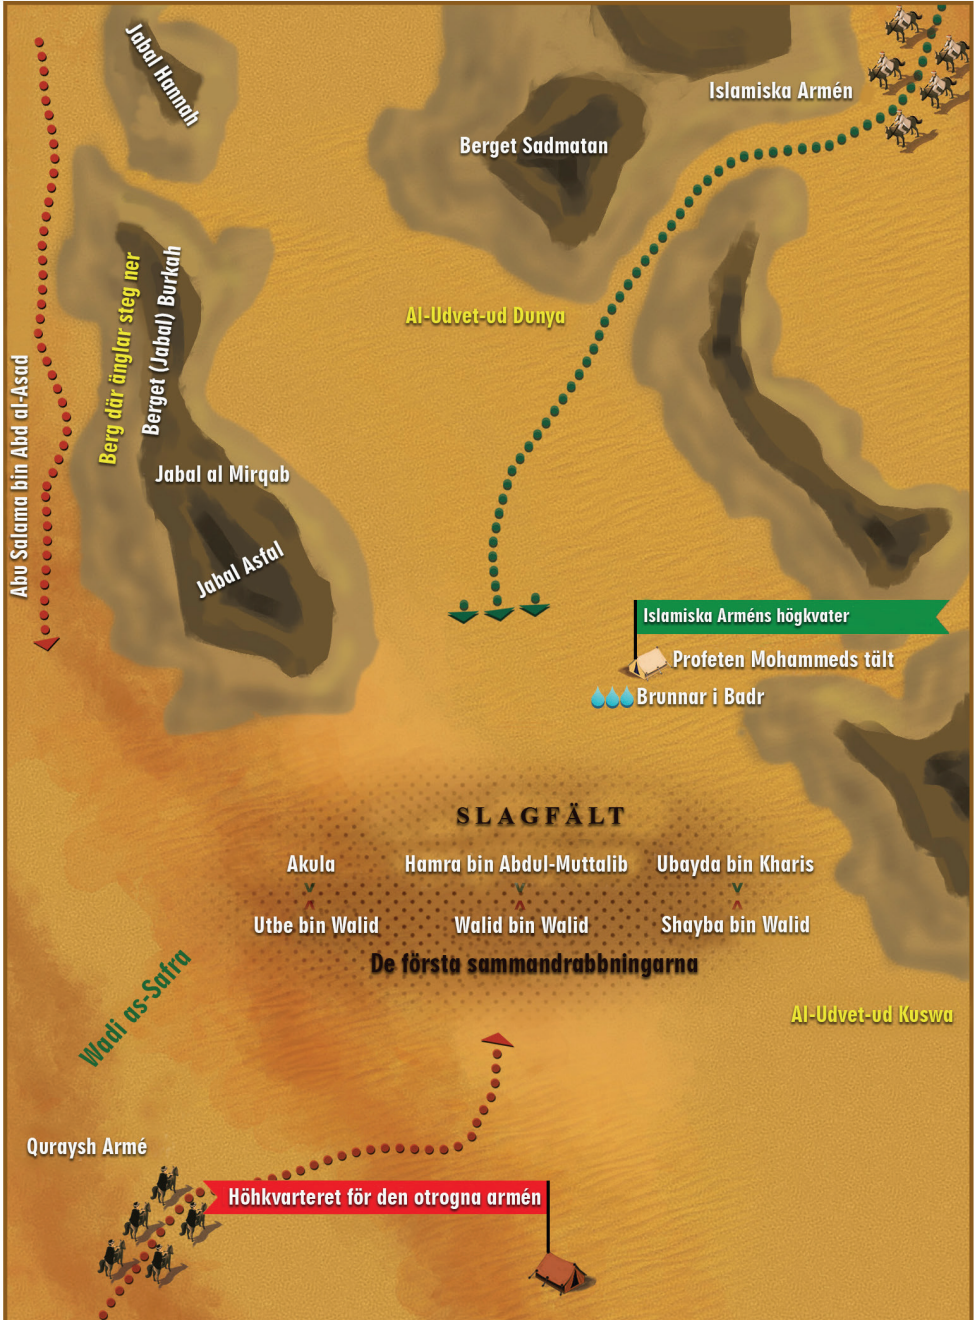 Jabal Hannah
Islamiska Armén
Berget Sadmatan
Berg där änglar steg ner
Berget (Jabal) Burkah
Al-Udvet-ud Dunya
Abu Salama bin Abd al-Asad
Jabal al Mirqab
Jabal Asfal
Islamiska Arméns högkvater
Profeten Mohammeds tält
Brunnar i Badr
SLAGFÄLT
Akula
Hamra bin Abdul-Muttalib
Ubayda bin Kharis
Utbe bin Walid
Walid bin Walid
Shayba bin Walid
De första sammandrabbningarna
Wadi as-Safra
Al-Udvet-ud Kuswa
Quraysh Armé
Höhkvarteret för den otrogna armén